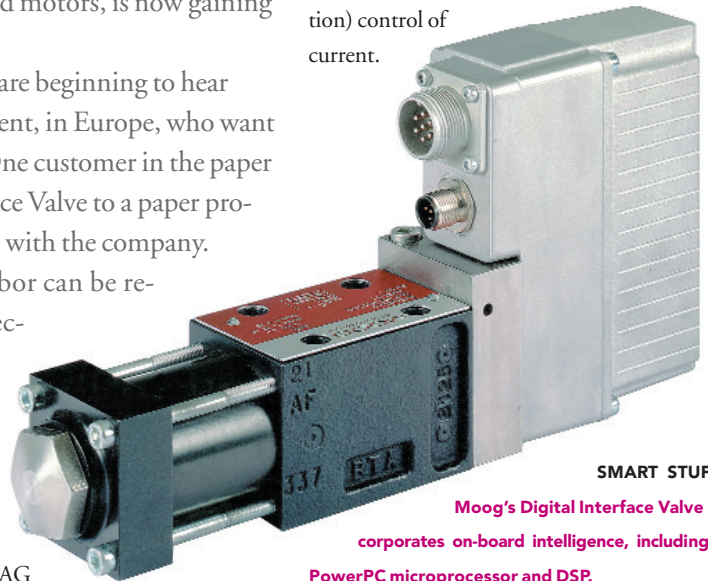 d motors, is now gaining
are beginning to hear
ent, in Europe, who want
One customer in the paper
ce Valve to a paper pro-
with the company.
bor can be re-
ec-
AG
tion) control of
current.
21
AF
337
ETA
SMART STUF
Moog's Digital Interface Valve
corporates on-board intelligence, including
PowerPC microprocessor and DSP.